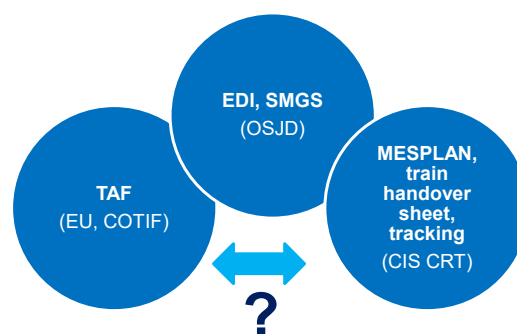 EDI, SMGS
(OSJD)
TAF
(EU, COTIF)
MESPLAN,
train
handover
sheet,
tracking
(CIS CRT)
?